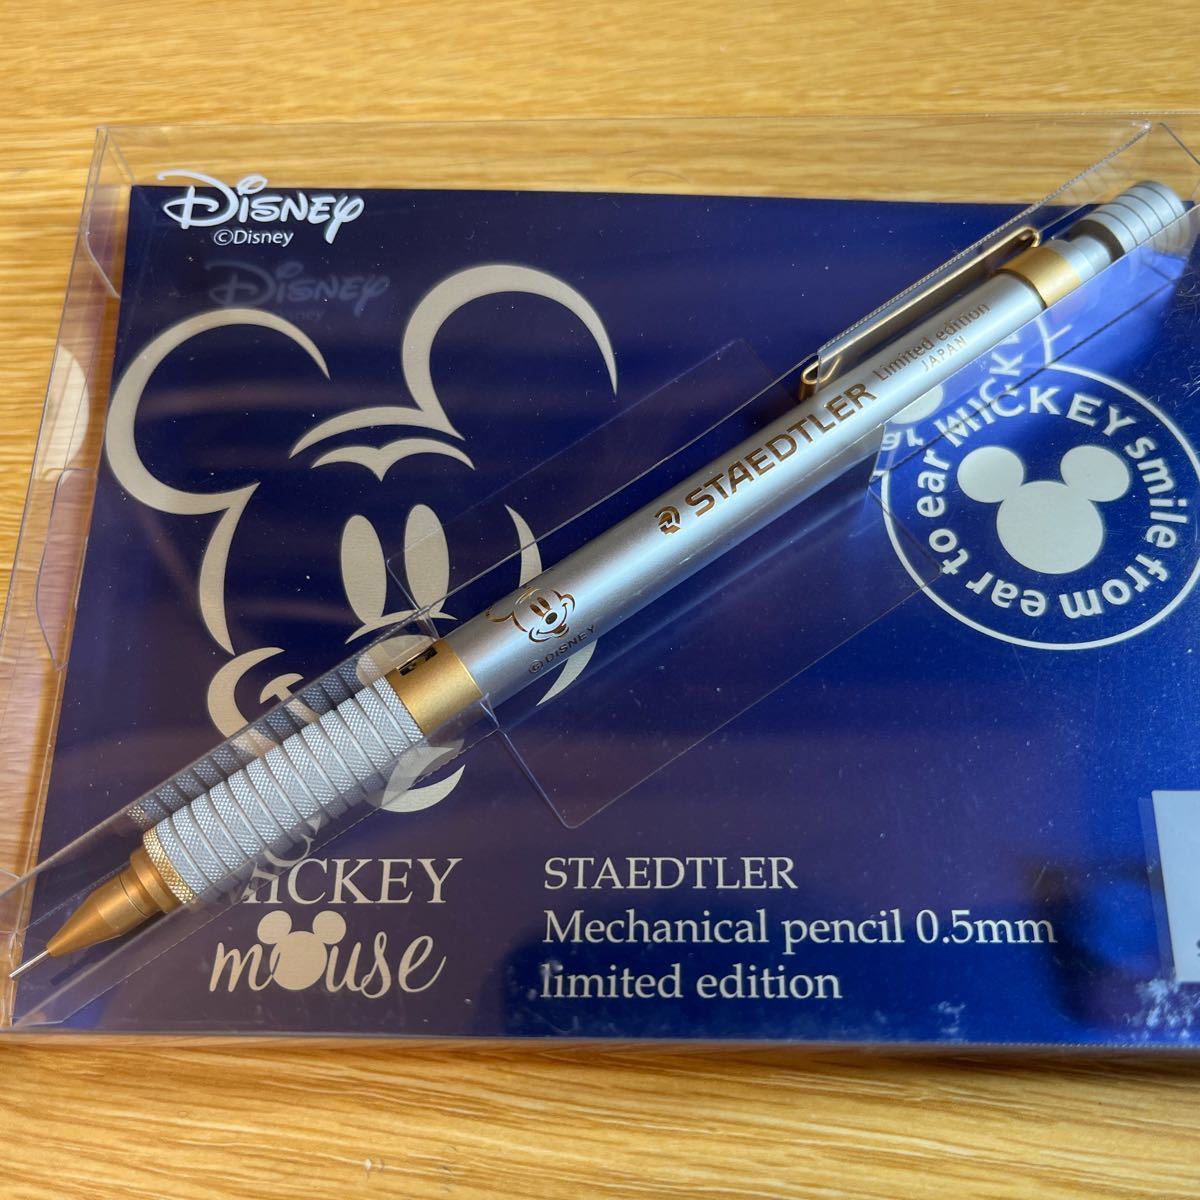 DISNEY
©Disney
DISNEY
STAEDTLER
Limited edition
JAPAN
©DISNEY
MICKEY smile from ear to ear
MICKEY
mouse
STAEDTLER
Mechanical pencil 0.5mm
limited edition